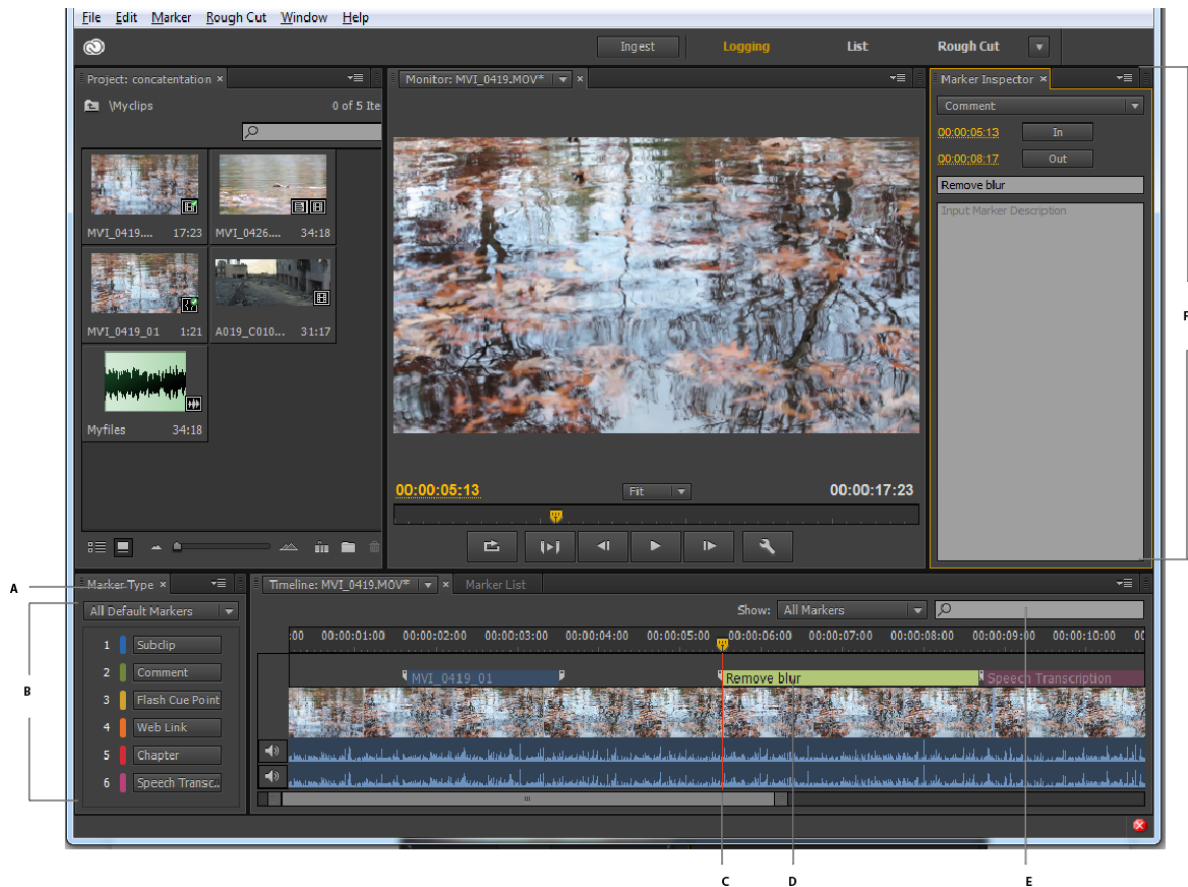 File Edit Marker Rough Cut Window Help
Ingest Logging List Rough Cut
Project: concatentation ×
\Myclips 0 of 5 Ite
MVI_0419.... 17:23
MVI_0426.... 34:18
MVI_0419_01 1:21
A019_C010... 31:17
Myfiles 34:18
Monitor: MVI_0419.MOV* ×
00:00:05:13 Fit 00:00:17:23
Marker Inspector ×
Comment
00:00:05:13 In
00:00:08:17 Out
Remove blur
Input Marker Description
F
A
Marker Type ×
All Default Markers
B
1 Subclip
2 Comment
3 Flash Cue Point
4 Web Link
5 Chapter
6 Speech Transc..
Timeline: MVI_0419.MOV* × Marker List
Show: All Markers
:00 00:00:01:00 00:00:02:00 00:00:03:00 00:00:04:00 00:00:05:00 00:00:06:00 00:00:07:00 00:00:08:00 00:00:09:00 00:00:10:00 00
MVI_0419_01 Remove blur Speech Transcription
C D E